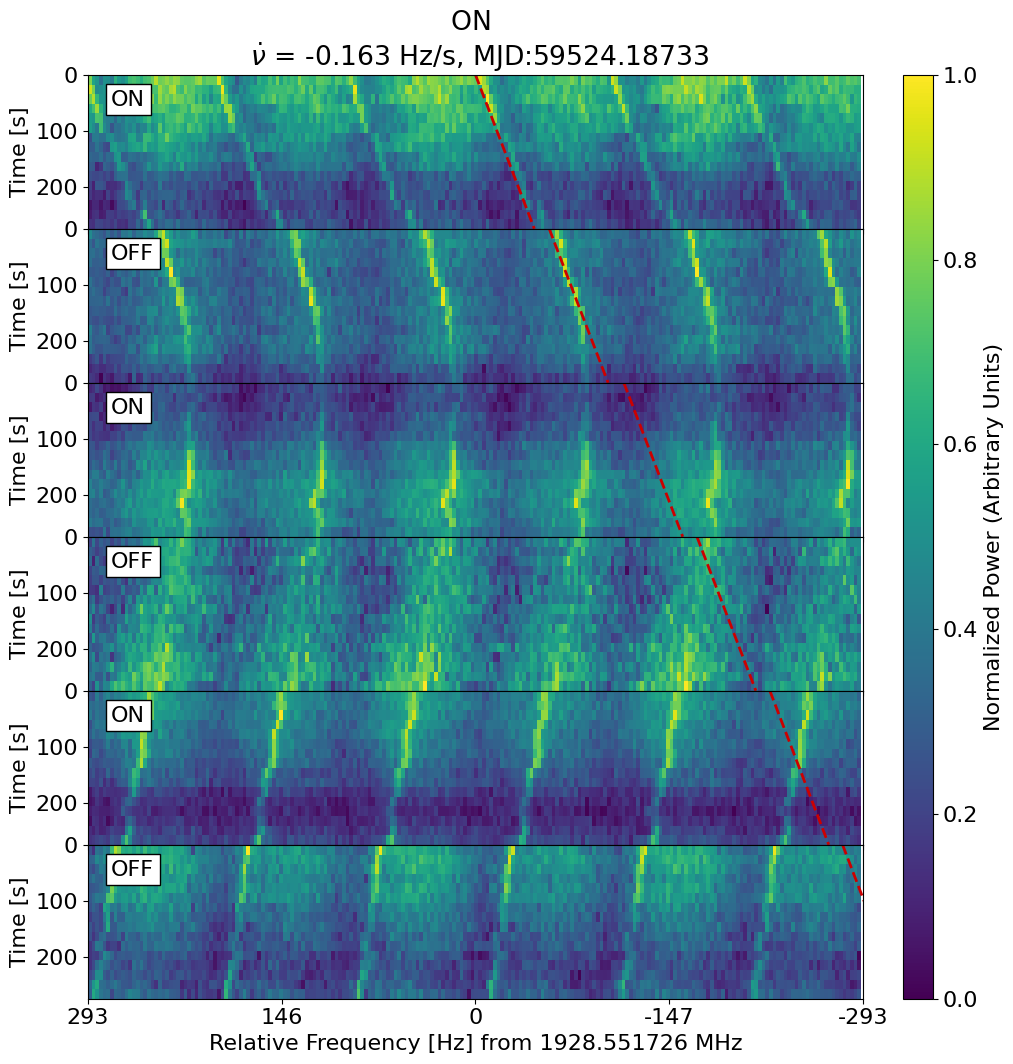 ON
ν̇ = -0.163 Hz/s, MJD:59524.18733
0
ON
100
200
Time [s]
0
OFF
100
200
Time [s]
0
ON
100
200
Time [s]
0
OFF
100
200
Time [s]
0
ON
100
200
Time [s]
0
OFF
100
200
Time [s]
293 146 0 -147 -293
Relative Frequency [Hz] from 1928.551726 MHz
1.0
0.8
0.6
0.4
0.2
0.0
Normalized Power (Arbitrary Units)